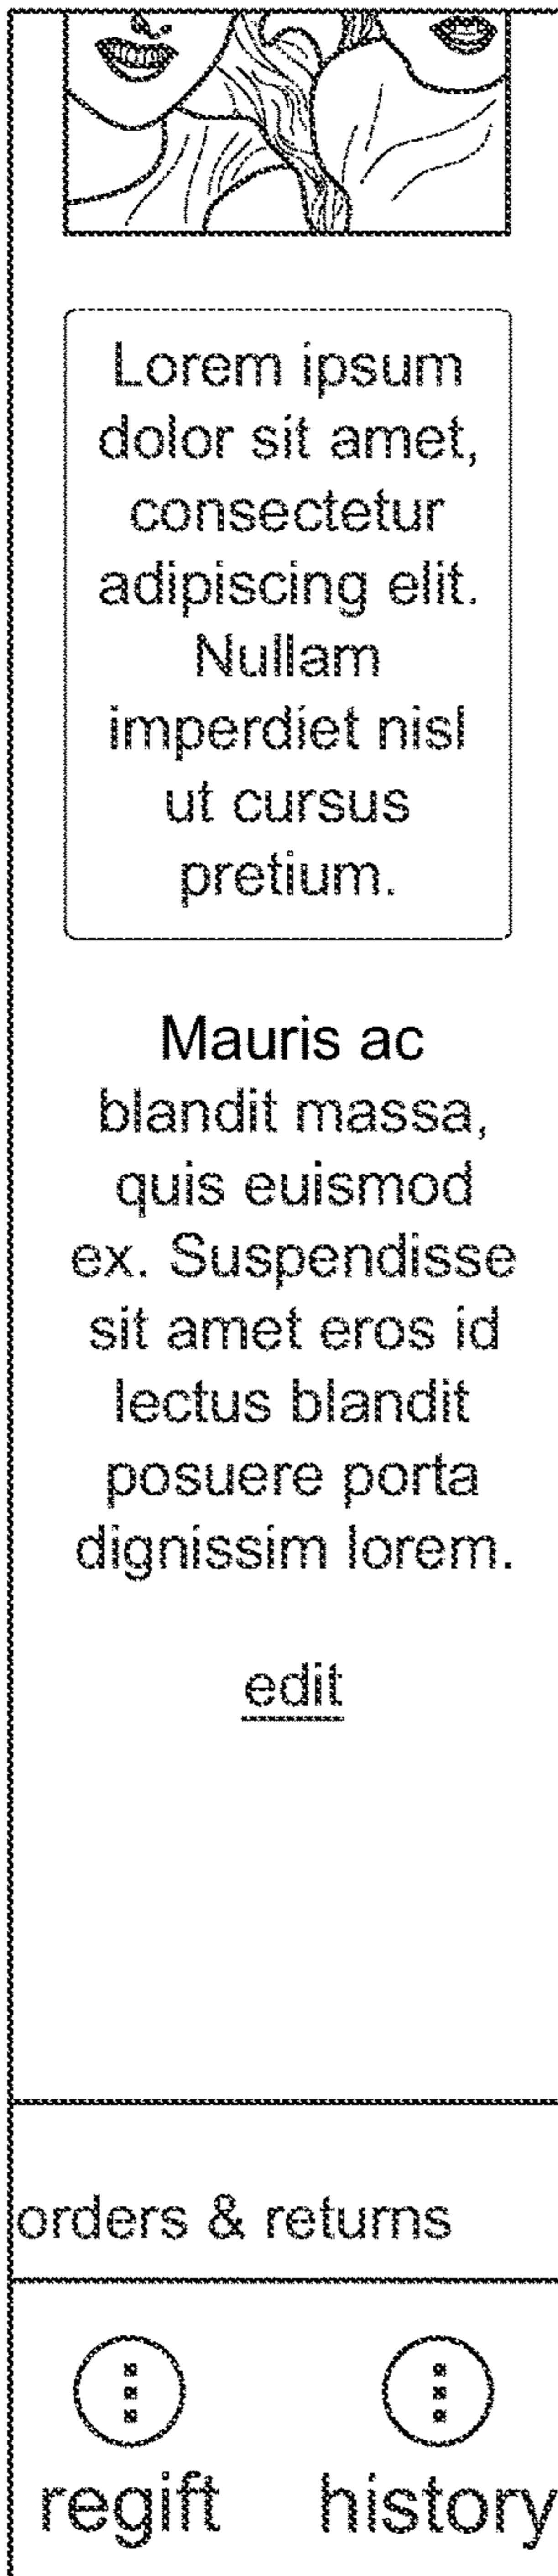 Lorem ipsum
dolor sit amet,
consectetur
adipiscing elit.
Nullam
imperdiet nisl
ut cursus
pretium.
Mauris ac
blandit massa,
quis euismod
ex. Suspendisse
sit amet eros id
lectus blandit
posuere porta
dignissim lorem.
edit
orders & returns
regift history